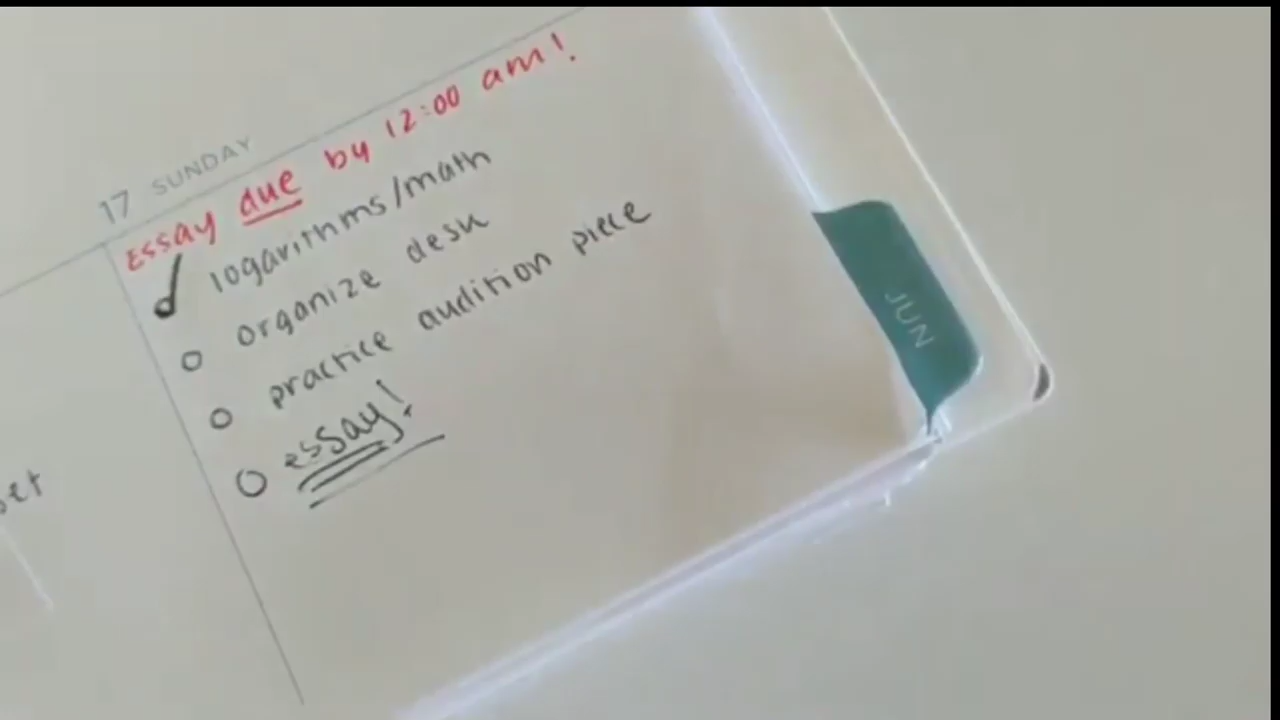 17 SUNDAY
Essay due by 12:00 am!
logarithms/math
organize desk
practice audition piece
essay!
JUN